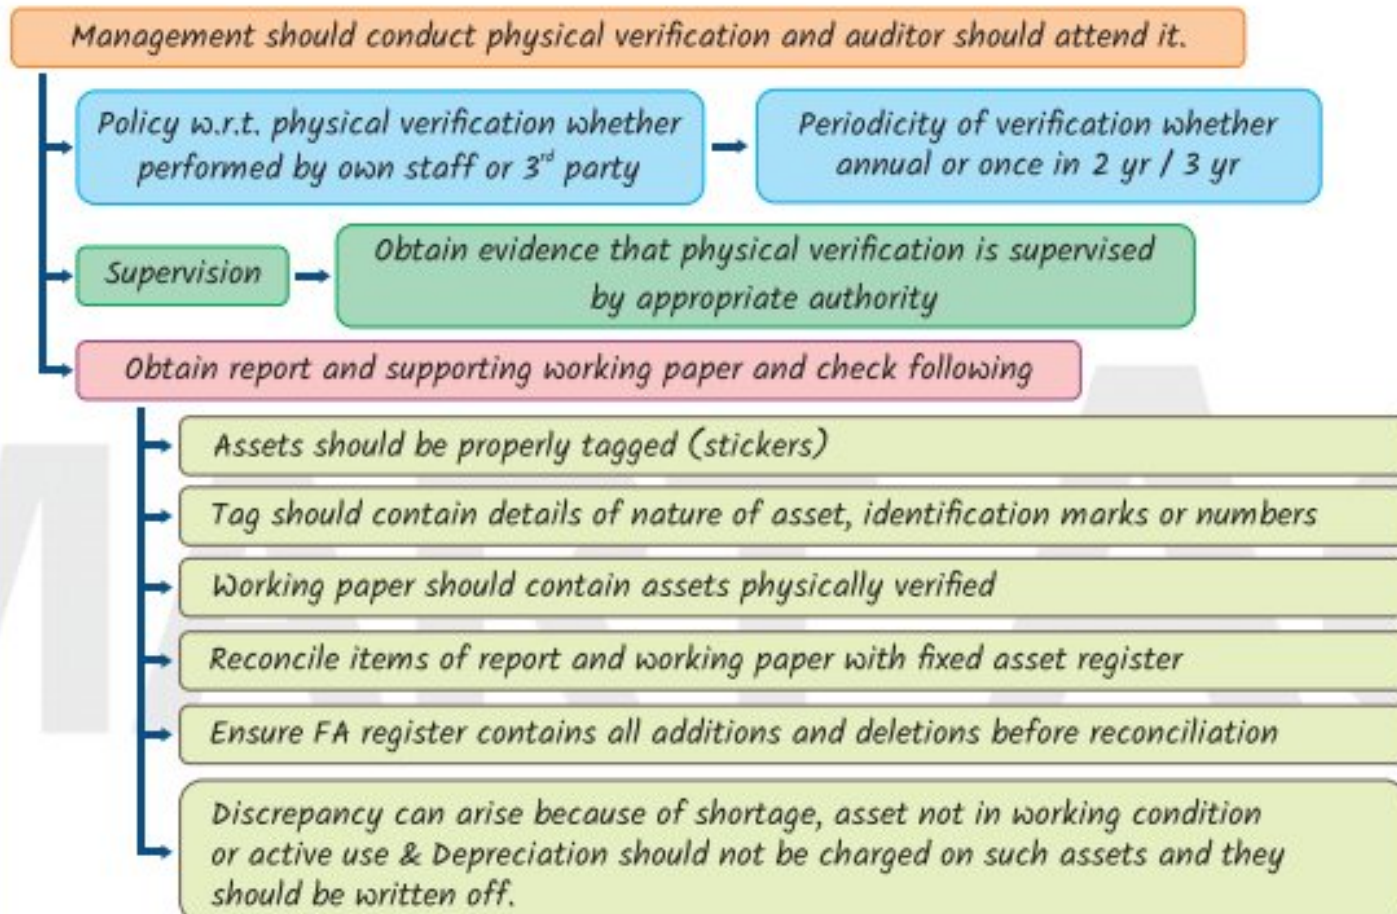 Management should conduct physical verification and auditor should attend it.
Policy w.r.t. physical verification whether
performed by own staff or 3rd party
Periodicity of verification whether
annual or once in 2 yr / 3 yr
Supervision
Obtain evidence that physical verification is supervised
by appropriate authority
Obtain report and supporting working paper and check following
Assets should be properly tagged (stickers)
Tag should contain details of nature of asset, identification marks or numbers
Working paper should contain assets physically verified
Reconcile items of report and working paper with fixed asset register
Ensure FA register contains all additions and deletions before reconciliation
Discrepancy can arise because of shortage, asset not in working condition
or active use & Depreciation should not be charged on such assets and they
should be written off.